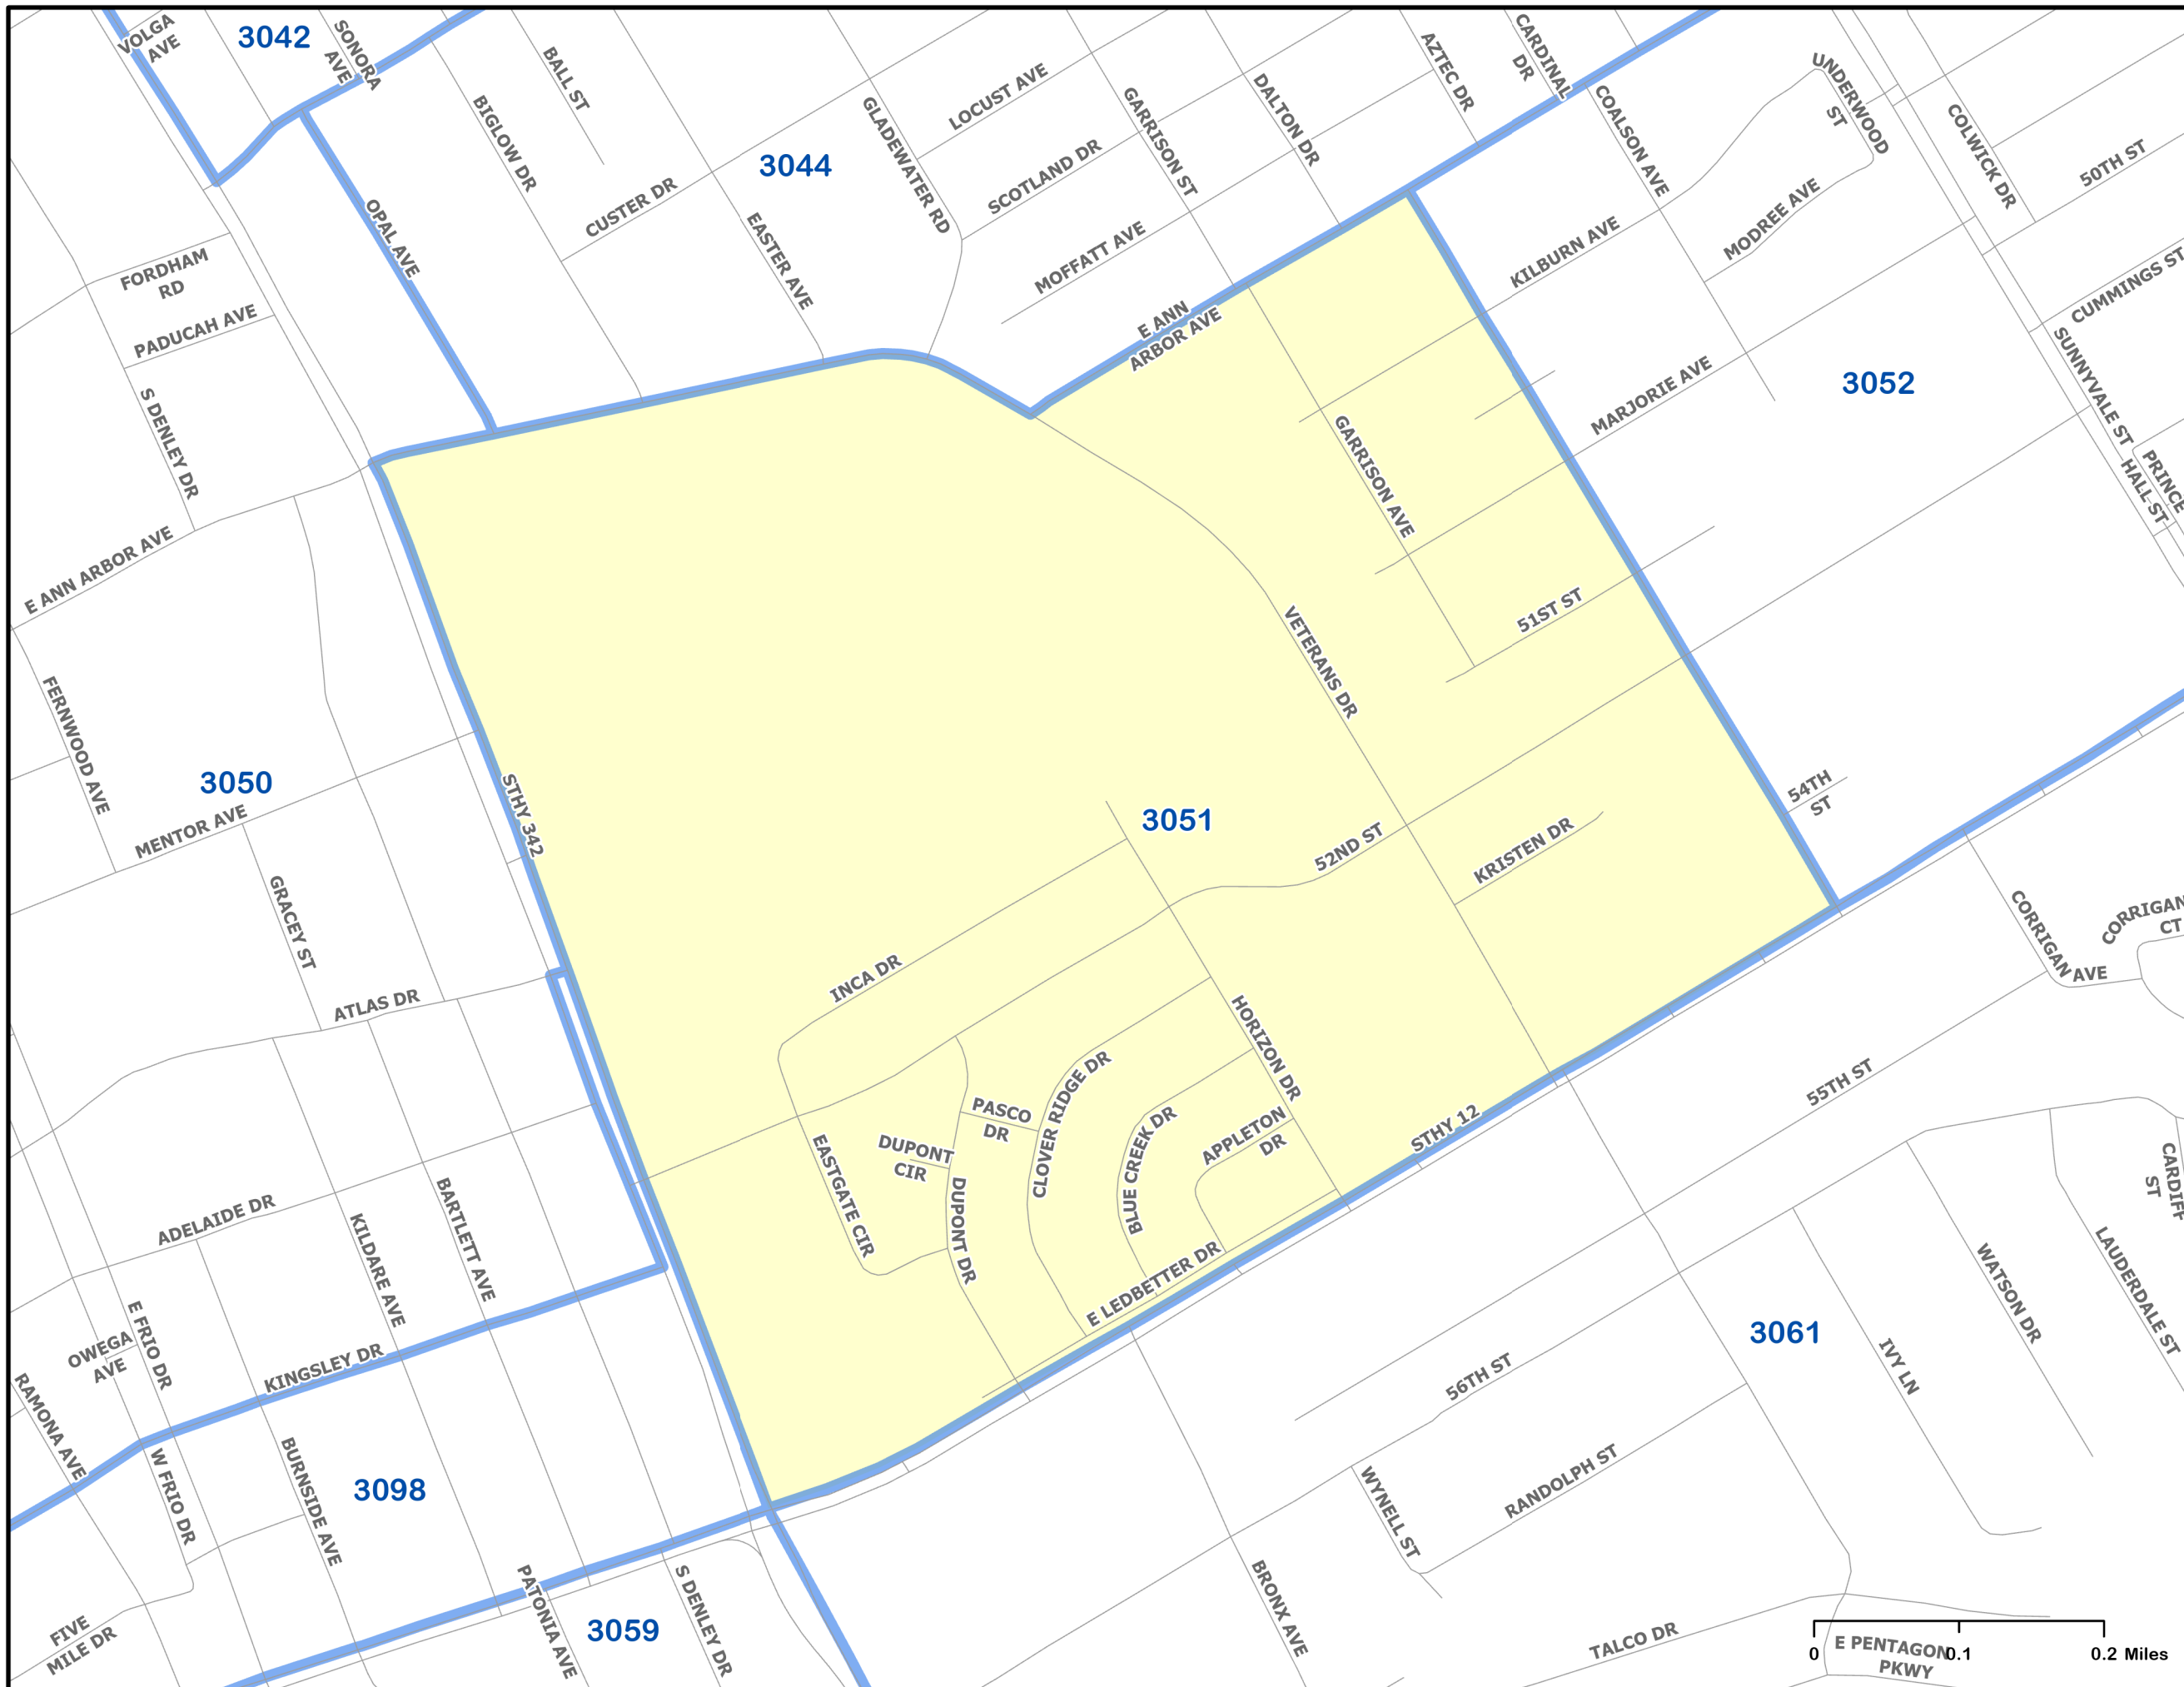 VOLGA
AVE
3042
SONORA
AVE
BALL ST
BIGLOW DR
CUSTER DR
3044
EASTER AVE
GLADEWATER RD
LOCUST AVE
SCOTLAND DR
MOFFATT AVE
GARRISON ST
DALTON DR
AZTEC DR
CARDINAL
DR
COALSON AVE
UNDERWOOD
ST
COLWICK DR
50TH ST
MODREE AVE
KILBURN AVE
CUMMINGS ST
OPAL AVE
FORDHAM
RD
PADUCAH AVE
S DENLEY DR
E ANN
ARBOR AVE
MARJORIE AVE
3052
SUNNYVALE ST
PRINCE
HALL ST
GARRISON AVE
E ANN ARBOR AVE
51ST ST
VETERANS DR
FERNWOOD AVE
3050
MENTOR AVE
STHY 342
3051
52ND ST
KRISTEN DR
54TH
ST
GRACEY ST
CORRIGAN
AVE
CORRIGAN
CT
INCA DR
ATLAS DR
HORIZON DR
CLOVER RIDGE DR
PASCO
DR
DUPONT
CIR
BLUE CREEK DR
APPLETON
DR
STHY 12
55TH ST
EASTGATE CIR
DUPONT DR
E LEDBETTER DR
CARDIFF
ST
ADELAIDE DR
BARTLETT AVE
KILDARE AVE
WATSON DR
LAUDERDALE ST
3061
IVY LN
E FRIO DR
OWEGA
AVE
KINGSLEY DR
56TH ST
RAMONA AVE
W FRIO DR
BURNSIDE AVE
3098
WYNELL ST
RANDOLPH ST
BRONX AVE
PATONIA AVE
3059
S DENLEY DR
FIVE
MILE DR
TALCO DR
E PENTAGON
PKWY
0 0.1 0.2 Miles